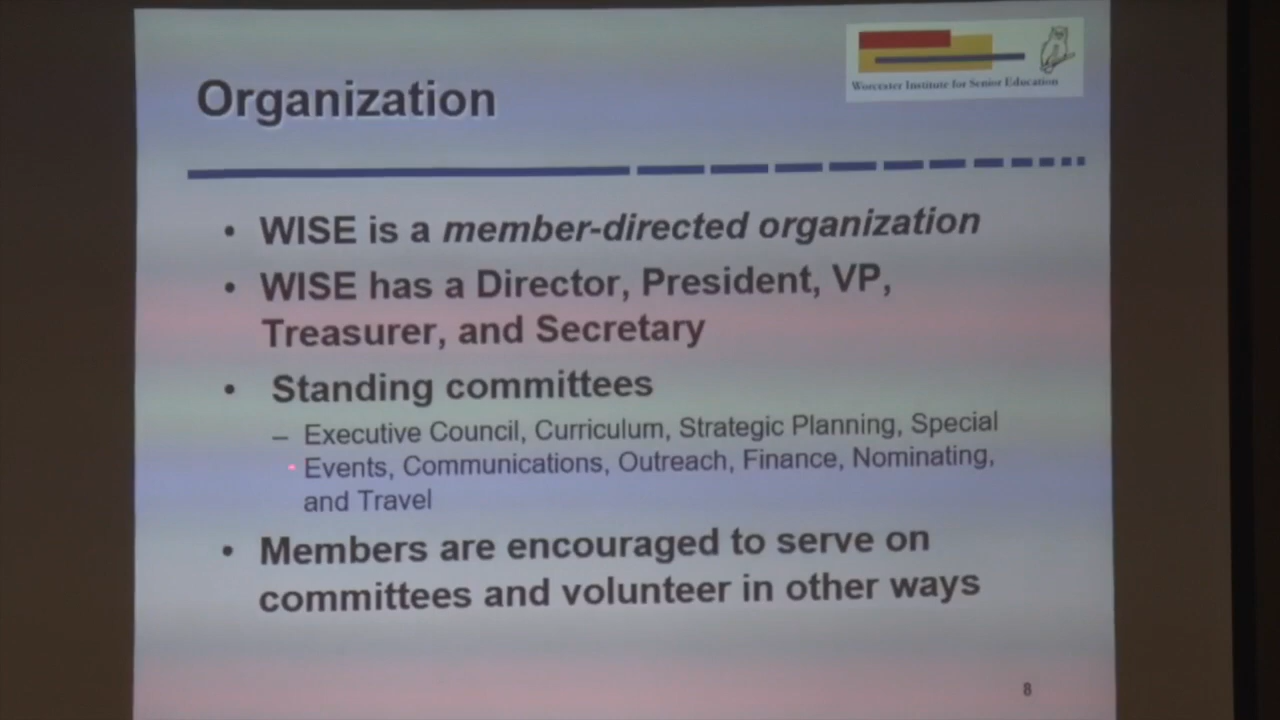 Worcester Institute for Senior Education
Organization
• WISE is a member-directed organization
• WISE has a Director, President, VP,
Treasurer, and Secretary
• Standing committees
– Executive Council, Curriculum, Strategic Planning, Special
Events, Communications, Outreach, Finance, Nominating,
and Travel
• Members are encouraged to serve on
committees and volunteer in other ways
8